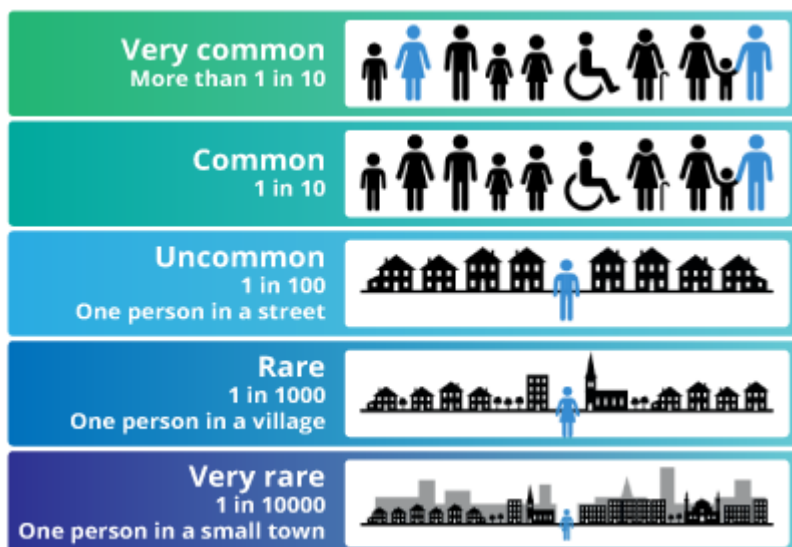 Very common
More than 1 in 10
Common
1 in 10
Uncommon
1 in 100
One person in a street
Rare
1 in 1000
One person in a village
Very rare
1 in 10000
One person in a small town